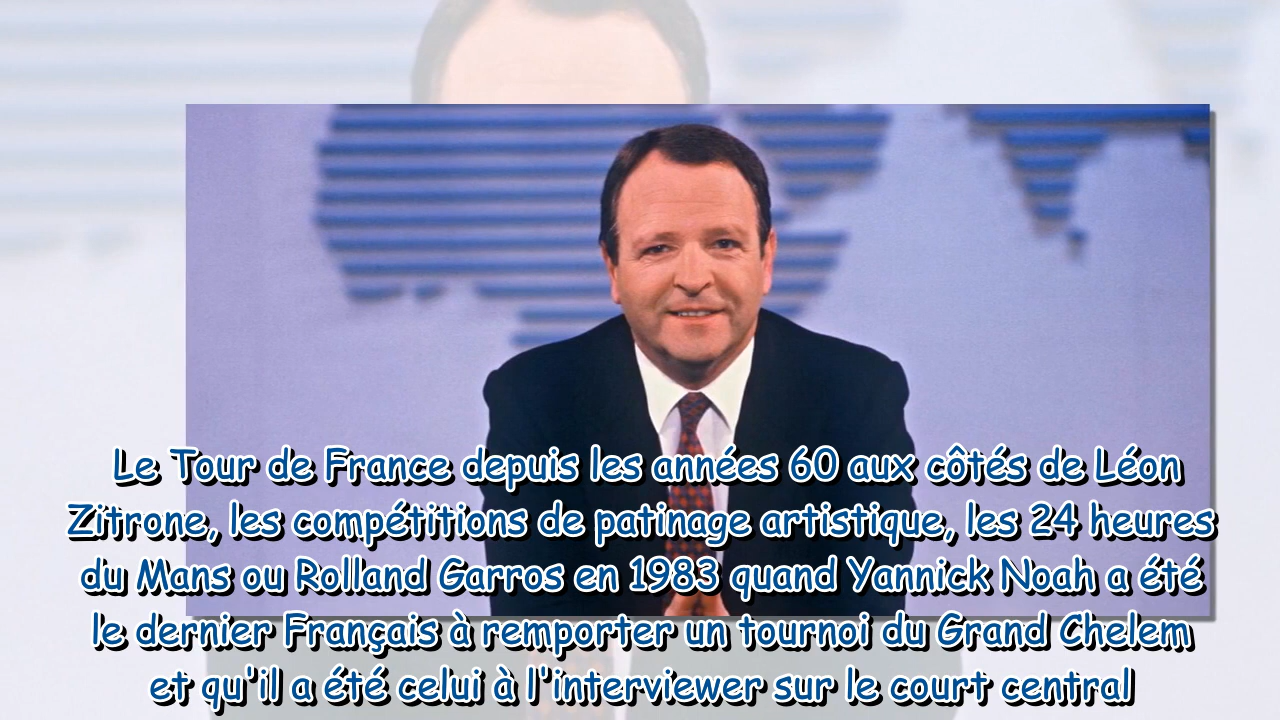 Le Tour de France depuis les années 60 aux côtés de Léon
Zitrone, les compétitions de patinage artistique, les 24 heures
du Mans ou Rolland Garros en 1983 quand Yannick Noah a été
le dernier Français à remporter un tournoi du Grand Chelem
et qu'il a été celui à l'interviewer sur le court central